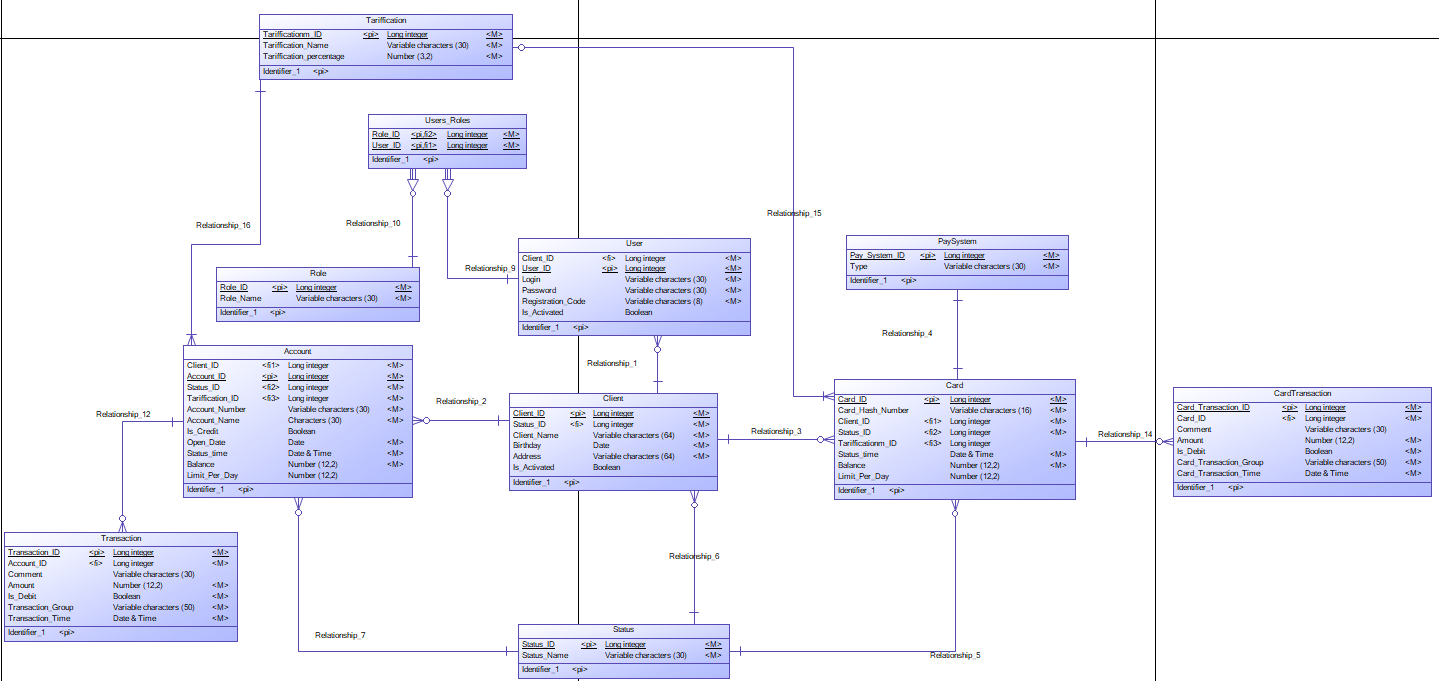 Tariffication
Tariffficationm_ID <pi> Long integer <M>
Tariffication_Name Variable characters (30) <M>
Tariffication_percentage Number (3,2) <M>
Identifier_1 <pi>
Users_Roles
Role_ID <pi,fi2> Long integer <M>
User_ID <pi,fi1> Long integer <M>
Identifier_1 <pi>
Relationship_15
Relationship_16
Relationship_10
User
Client_ID <fi> Long integer
User_ID <pi> Long integer <M>
Login Variable characters (30) <M>
Password Variable characters (30) <M>
Registration_Code Variable characters (8) <M>
Is_Activated Boolean
Identifier_1 <pi>
PaySystem
Pay_System_ID <pi> Long integer <M>
Type Variable characters (30) <M>
Identifier_1 <pi>
Relationship_9
Role
Role_ID <pi> Long integer <M>
Role_Name Variable characters (30) <M>
Identifier_1 <pi>
Relationship_4
Account
Client_ID <fi1> Long integer <M>
Account_ID <pi> Long integer <M>
Status_ID <fi2> Long integer <M>
Tariffication_ID <fi3> Long integer <M>
Account_Number Variable characters (30) <M>
Account_Name Characters (30) <M>
Is_Credit Boolean
Open_Date Date <M>
Status_time Date & Time <M>
Balance Number (12,2) <M>
Limit_Per_Day Number (12,2)
Identifier_1 <pi>
Relationship_1
Relationship_2
Relationship_12
Client
Client_ID <pi> Long integer <M>
Status_ID <fi> Long integer <M>
Client_Name Variable characters (64) <M>
Birthday Date <M>
Address Variable characters (64) <M>
Is_Activated Boolean
Identifier_1 <pi>
Relationship_3
Card
Card_ID <pi> Long integer <M>
Card_Hash_Number Variable characters (16) <M>
Client_ID <fi1> Long integer <M>
Status_ID <fi2> Long integer <M>
Tarifficationm_ID <fi3> Long integer <M>
Status_time Date & Time <M>
Balance Number (12,2) <M>
Limit_Per_Day Number (12,2)
Identifier_1 <pi>
Relationship_14
CardTransaction
Card_Transaction_ID <pi> Long integer <M>
Card_ID <fi> Long integer <M>
Comment Variable characters (30)
Amount Number (12,2) <M>
Is_Debit Boolean <M>
Card_Transaction_Group Variable characters (50) <M>
Card_Transaction_Time Date & Time <M>
Identifier_1 <pi>
Transaction
Transaction_ID <pi> Long integer <M>
Account_ID <fi> Long integer <M>
Comment Variable characters (30)
Amount Number (12,2) <M>
Is_Debit Boolean <M>
Transaction_Group Variable characters (50) <M>
Transaction_Time Date & Time <M>
Identifier_1 <pi>
Relationship_6
Relationship_7
Status
Status_ID <pi> Long integer <M>
Status_Name Variable characters (30) <M>
Identifier_1 <pi>
Relationship_5